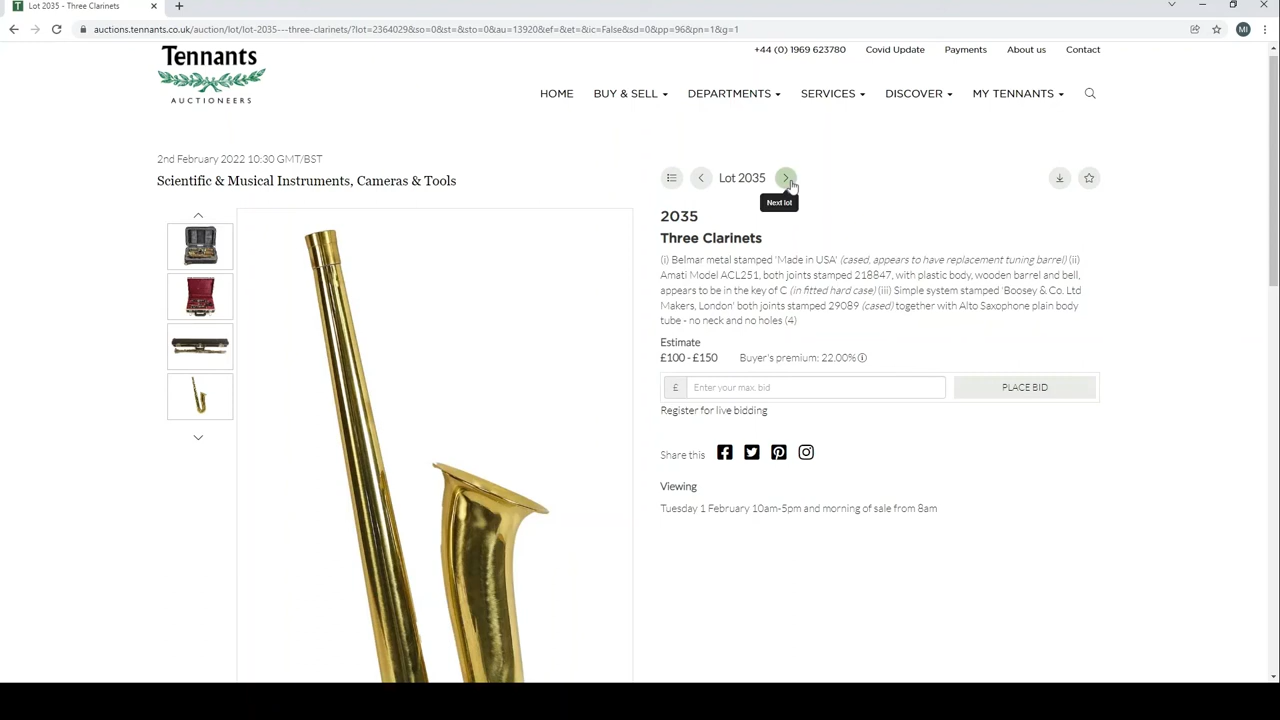 Lot 2035 - Three Clarinets
auctions.tennants.co.uk/auction/lot/lot-2035---three-clarinets/?lot=2364029&so=0&st=&sto=0&au=13920&ef=&et=&ic=False&sd=0&pp=96&pn=1&g=1
MI
Tennants
AUCTIONEERS
+44 (0) 1969 623780 Covid Update Payments About us Contact
HOME BUY & SELL DEPARTMENTS SERVICES DISCOVER MY TENNANTS
2nd February 2022 10:30 GMT/BST
Scientific & Musical Instruments, Cameras & Tools
Lot 2035
Next lot
2035
Three Clarinets
(i) Belmar metal stamped 'Made in USA' (cased, appears to have replacement tuning barrel) (ii)
Amati Model ACL251, both joints stamped 218847, with plastic body, wooden barrel and bell,
appears to be in the key of C (in fitted hard case) (iii) Simple system stamped 'Boosey & Co. Ltd
Makers, London' both joints stamped 29089 (cased) together with Alto Saxophone plain body
tube - no neck and no holes (4)
Estimate
£100 - £150 Buyer's premium: 22.00%
£ Enter your max. bid PLACE BID
Register for live bidding
Share this
Viewing
Tuesday 1 February 10am-5pm and morning of sale from 8am